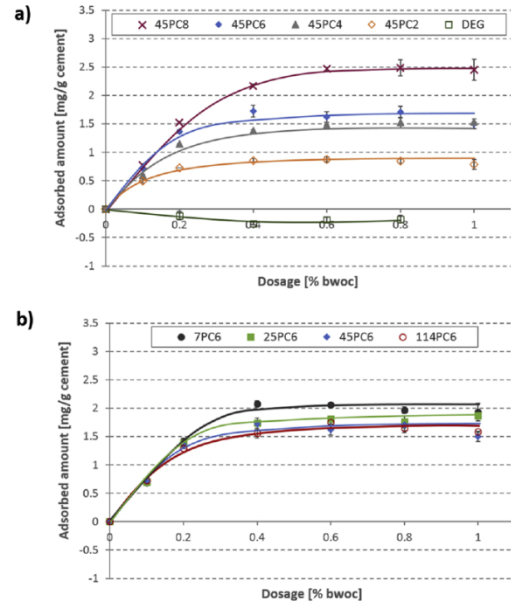 a)
45PC8 45PC6 45PC4 45PC2 DEG
Adsorbed amount [mg/g cement]
3.5
3
2.5
2
1.5
1
0.5
0
-0.5
-1
0 0.2 0.4 0.6 0.8 1
Dosage [% bwoc]
b)
7PC6 25PC6 45PC6 114PC6
Adsorbed amount [mg/g cement]
3.5
3
2.5
2
1.5
1
0.5
0
-0.5
-1
0 0.2 0.4 0.6 0.8 1
Dosage [% bwoc]